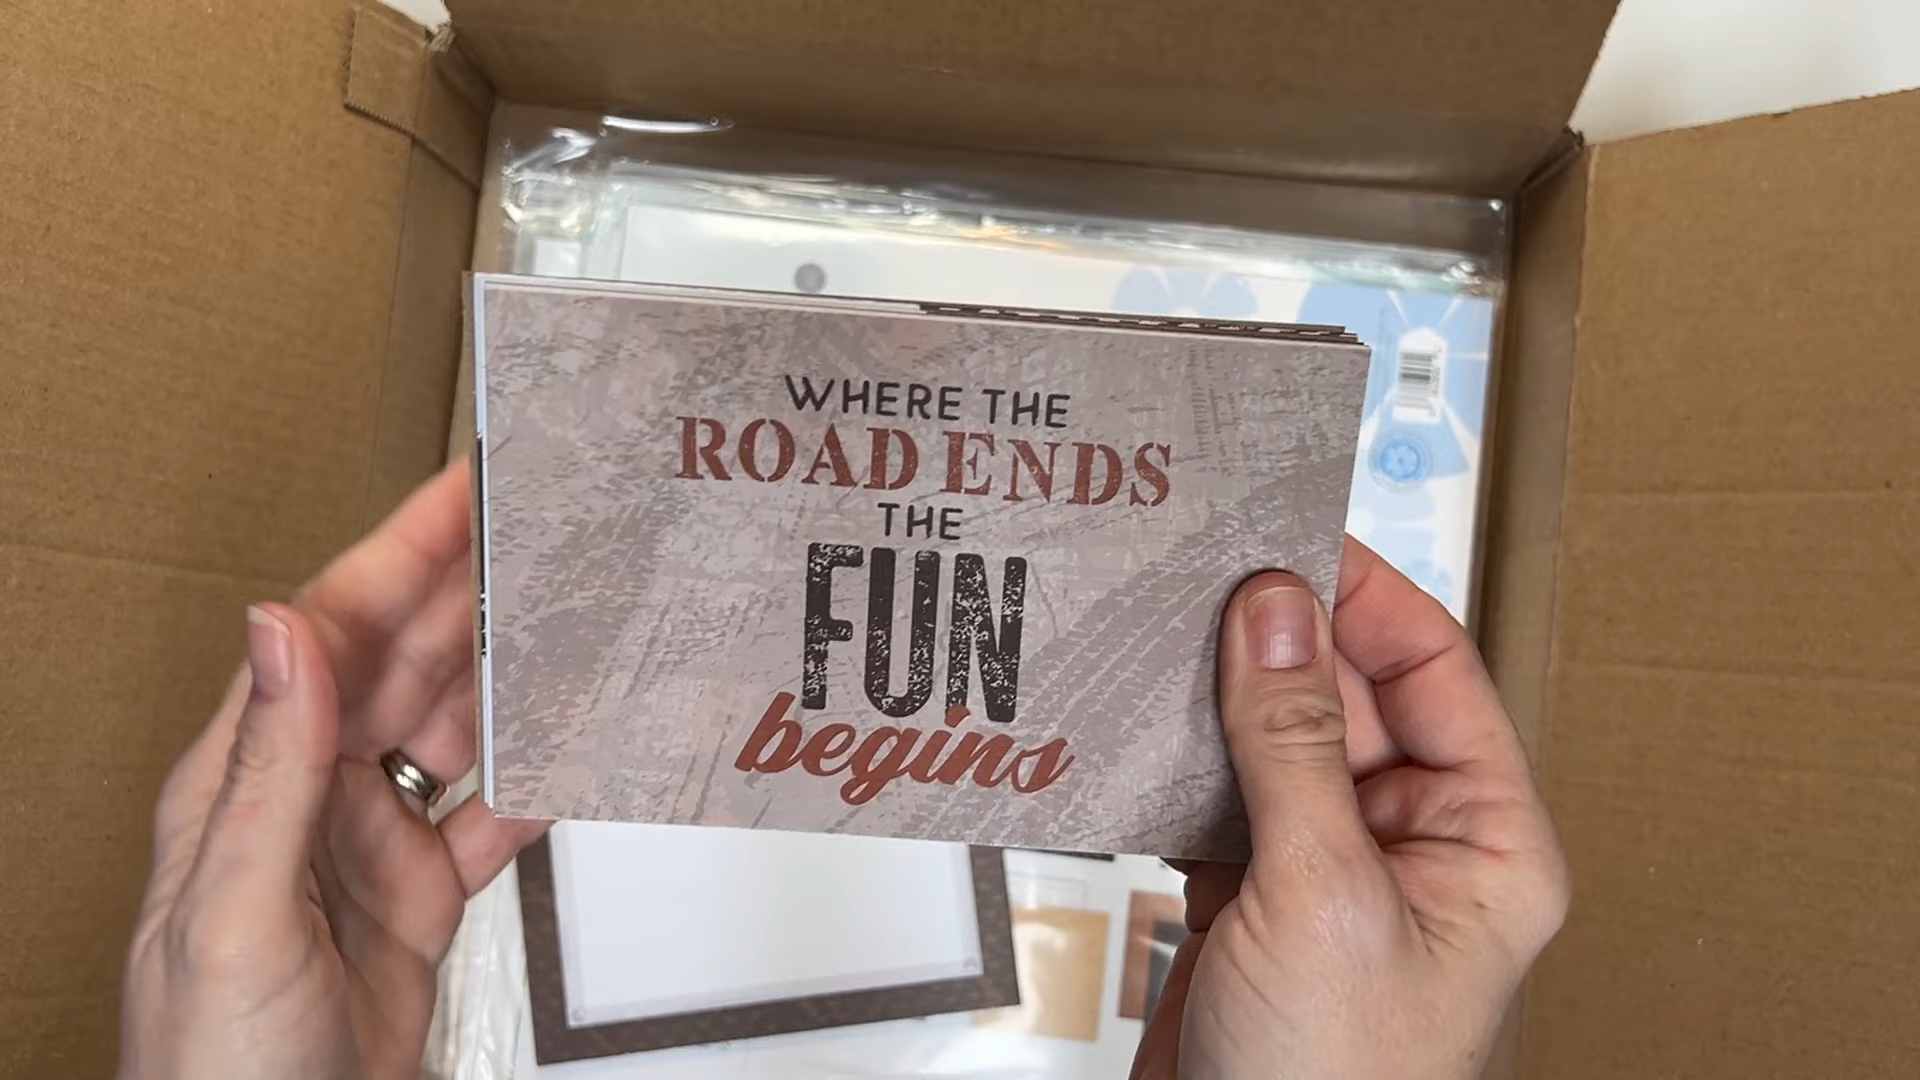 WHERE THE
ROAD ENDS
THE
FUN
begins